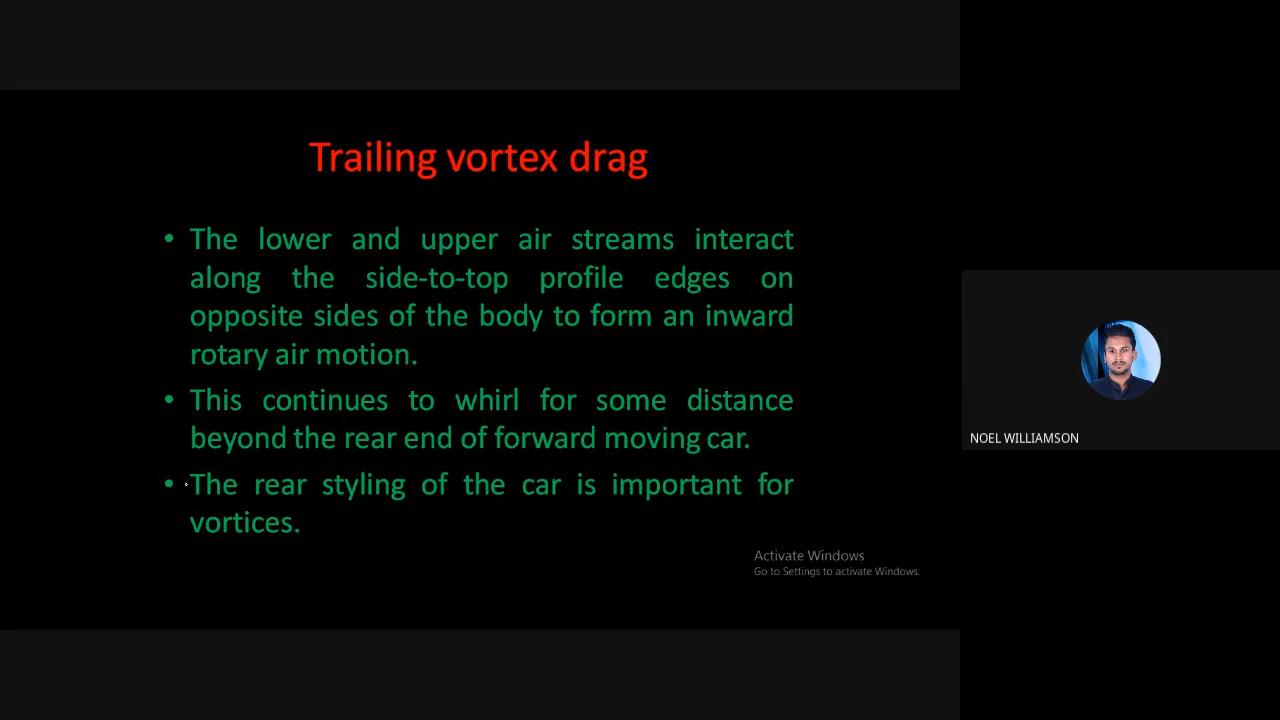 Trailing vortex drag
• The lower and upper air streams interact
along the side-to-top profile edges on
opposite sides of the body to form an inward
rotary air motion.
• This continues to whirl for some distance
beyond the rear end of forward moving car.
• The rear styling of the car is important for
vortices.
Activate Windows
Go to Settings to activate Windows.
NOEL WILLIAMSON